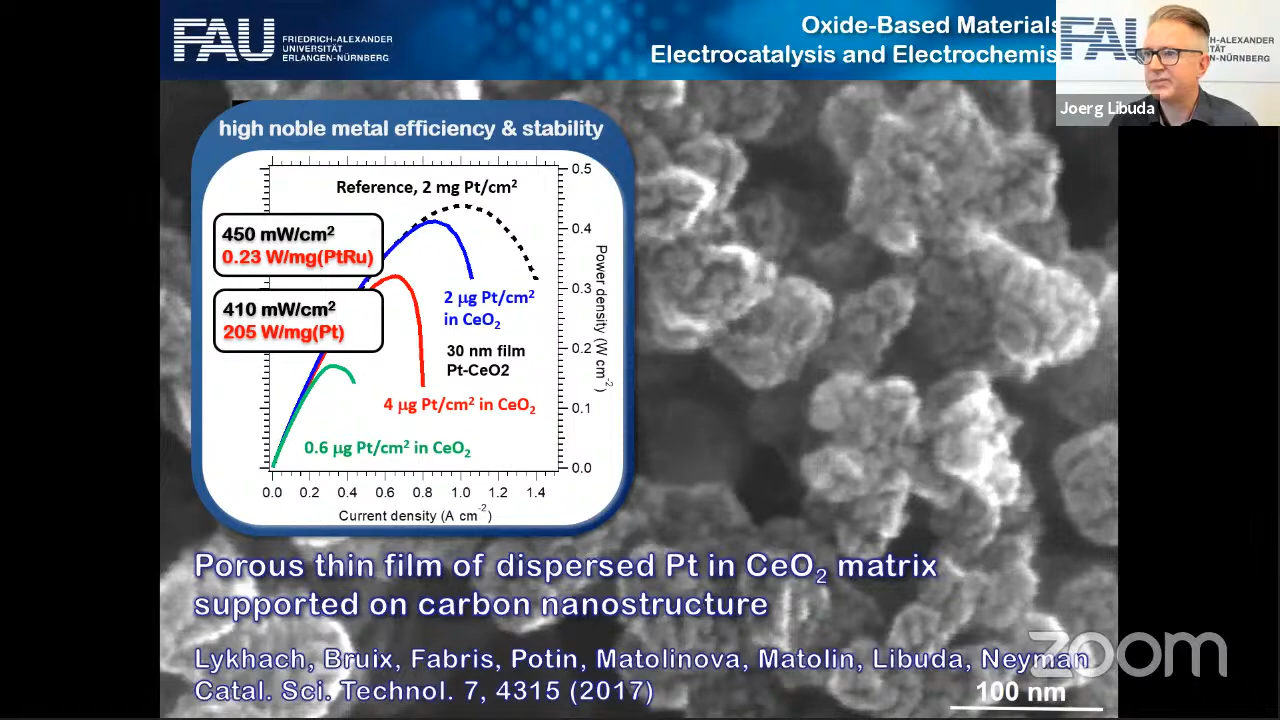 FAU
FRIEDRICH-ALEXANDER
UNIVERSITÄT
ERLANGEN-NÜRNBERG
Oxide-Based Materials
Electrocatalysis and Electrochemis
FAU
CH-ALEXANDER
ITÄT
EN-NÜRNBERG
Joerg Libuda
high noble metal efficiency & stability
Reference, 2 mg Pt/cm²
450 mW/cm²
0.23 W/mg(PtRu)
410 mW/cm²
205 W/mg(Pt)
2 µg Pt/cm²
in CeO₂
30 nm film
Pt-CeO2
4 µg Pt/cm² in CeO₂
0.6 µg Pt/cm² in CeO₂
0.5
0.4
0.3
0.2
0.1
0.0
Power density (W cm⁻²)
0.0 0.2 0.4 0.6 0.8 1.0 1.2 1.4
Current density (A cm⁻²)
Porous thin film of dispersed Pt in CeO₂ matrix
supported on carbon nanostructure
Lykhach, Bruix, Fabris, Potin, Matolinova, Matolin, Libuda, Neyman
Catal. Sci. Technol. 7, 4315 (2017)
zoom
100 nm